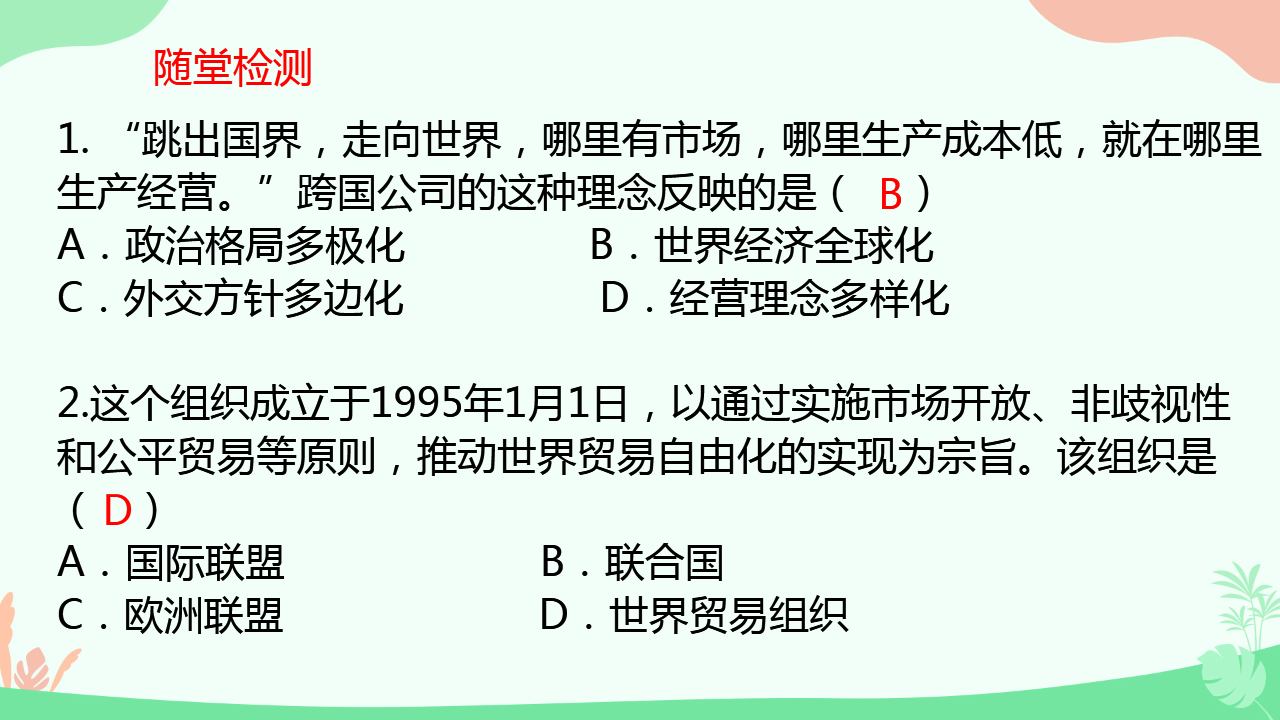 随堂检测
1. “跳出国界，走向世界，哪里有市场，哪里生产成本低，就在哪里
生产经营。”跨国公司的这种理念反映的是（ B ）
A．政治格局多极化 B．世界经济全球化
C．外交方针多边化 D．经营理念多样化
2.这个组织成立于1995年1月1日，以通过实施市场开放、非歧视性
和公平贸易等原则，推动世界贸易自由化的实现为宗旨。该组织是
（ D ）
A．国际联盟 B．联合国
C．欧洲联盟 D．世界贸易组织